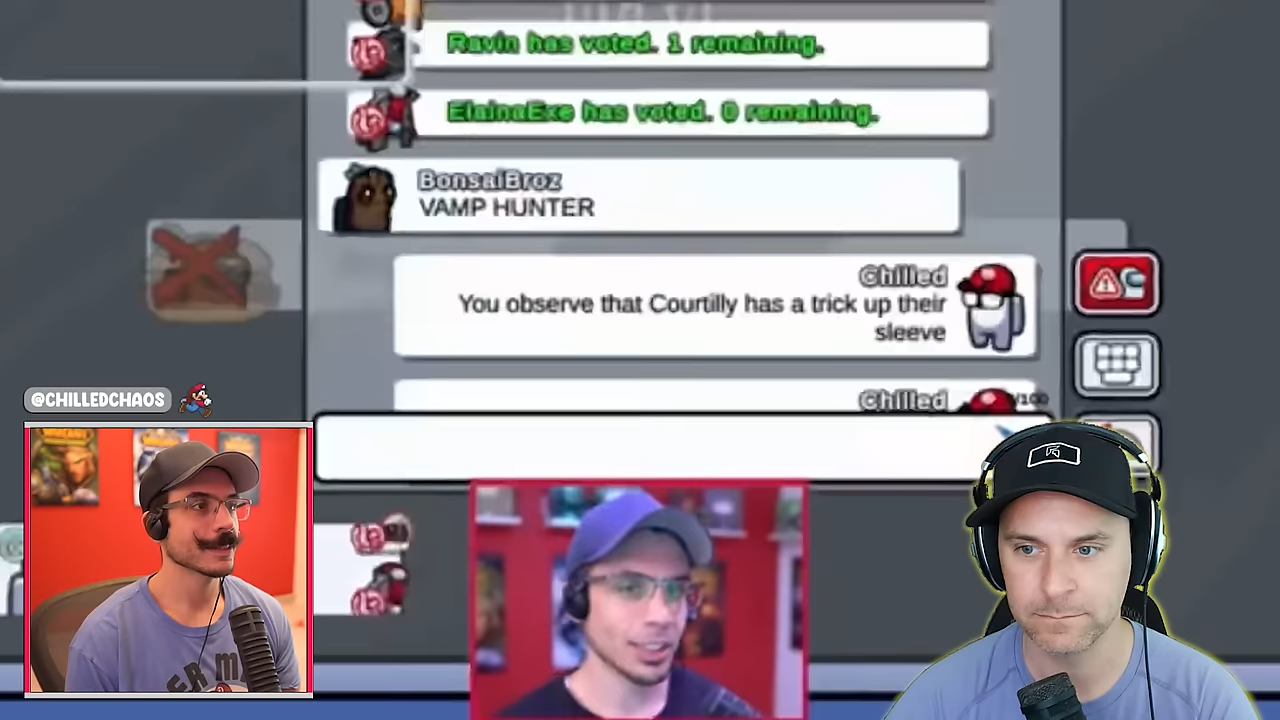 Ravin has voted. 1 remaining.
ElainaExe has voted. 0 remaining.
BonsaiBroz
VAMP HUNTER
Chilled
You observe that Courtilly has a trick up their
sleeve
Chilled
/100
@CHILLEDCHAOS